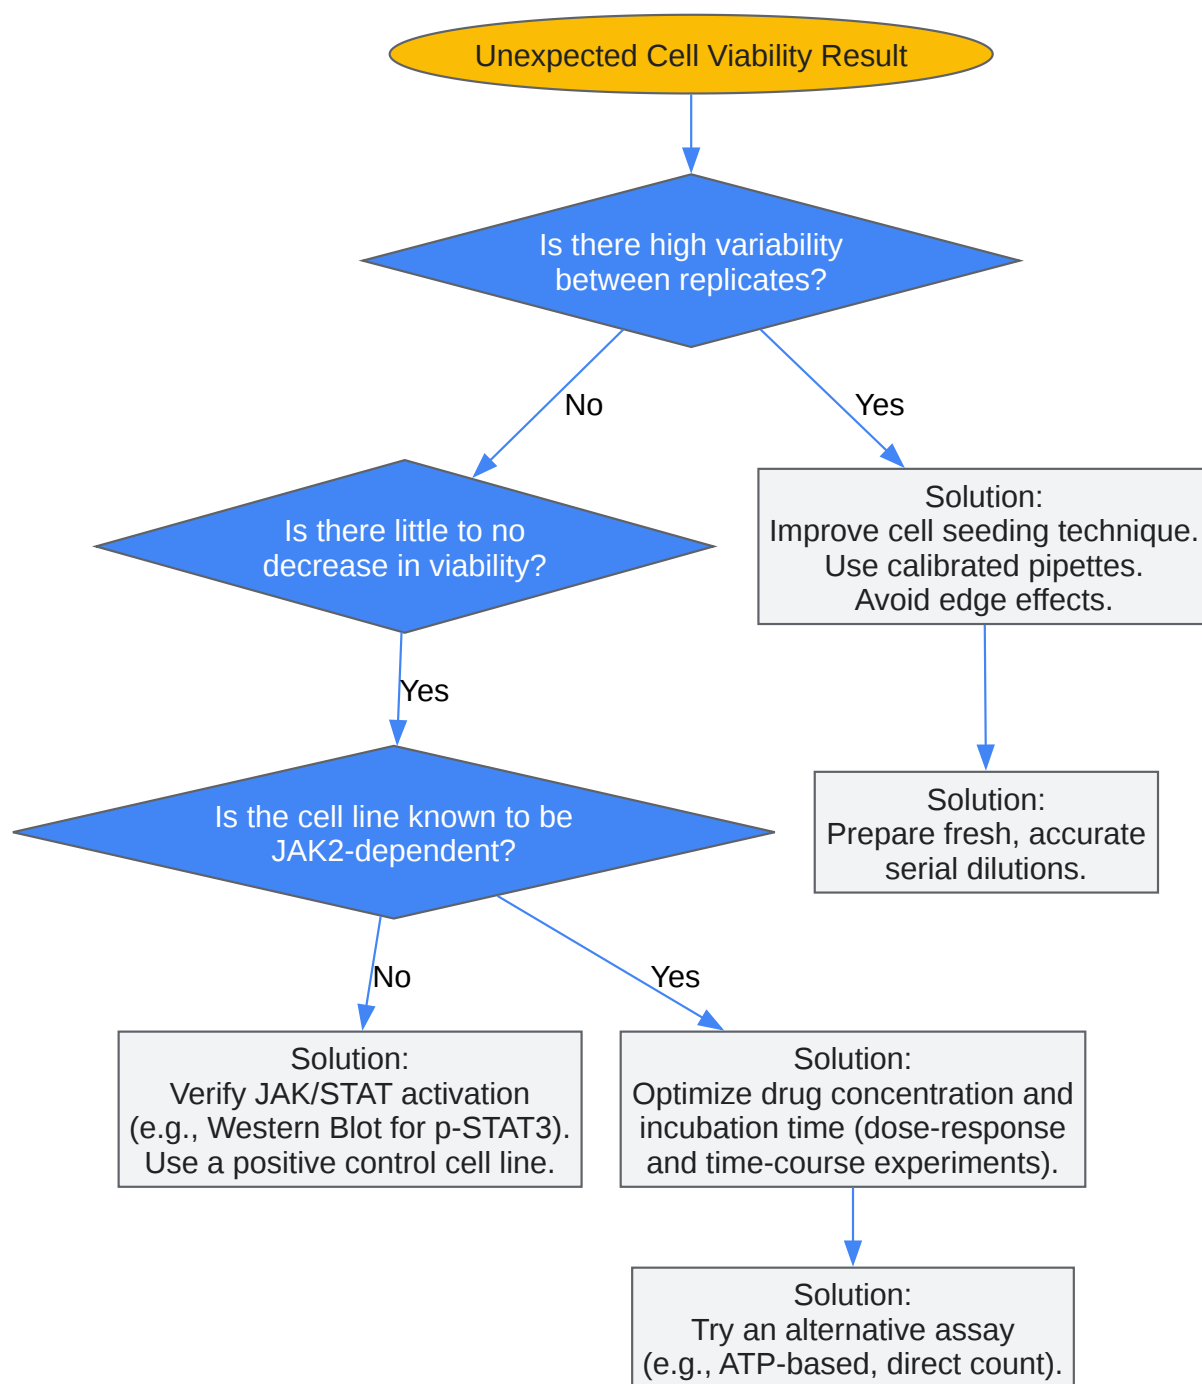 Unexpected Cell Viability Result
Is there high variability
between replicates?
No
Yes
Is there little to no
decrease in viability?
Solution:
Improve cell seeding technique.
Use calibrated pipettes.
Avoid edge effects.
Yes
Is the cell line known to be
JAK2-dependent?
Solution:
Prepare fresh, accurate
serial dilutions.
No
Yes
Solution:
Verify JAK/STAT activation
(e.g., Western Blot for p-STAT3).
Use a positive control cell line.
Solution:
Optimize drug concentration and
incubation time (dose-response
and time-course experiments).
Solution:
Try an alternative assay
(e.g., ATP-based, direct count).